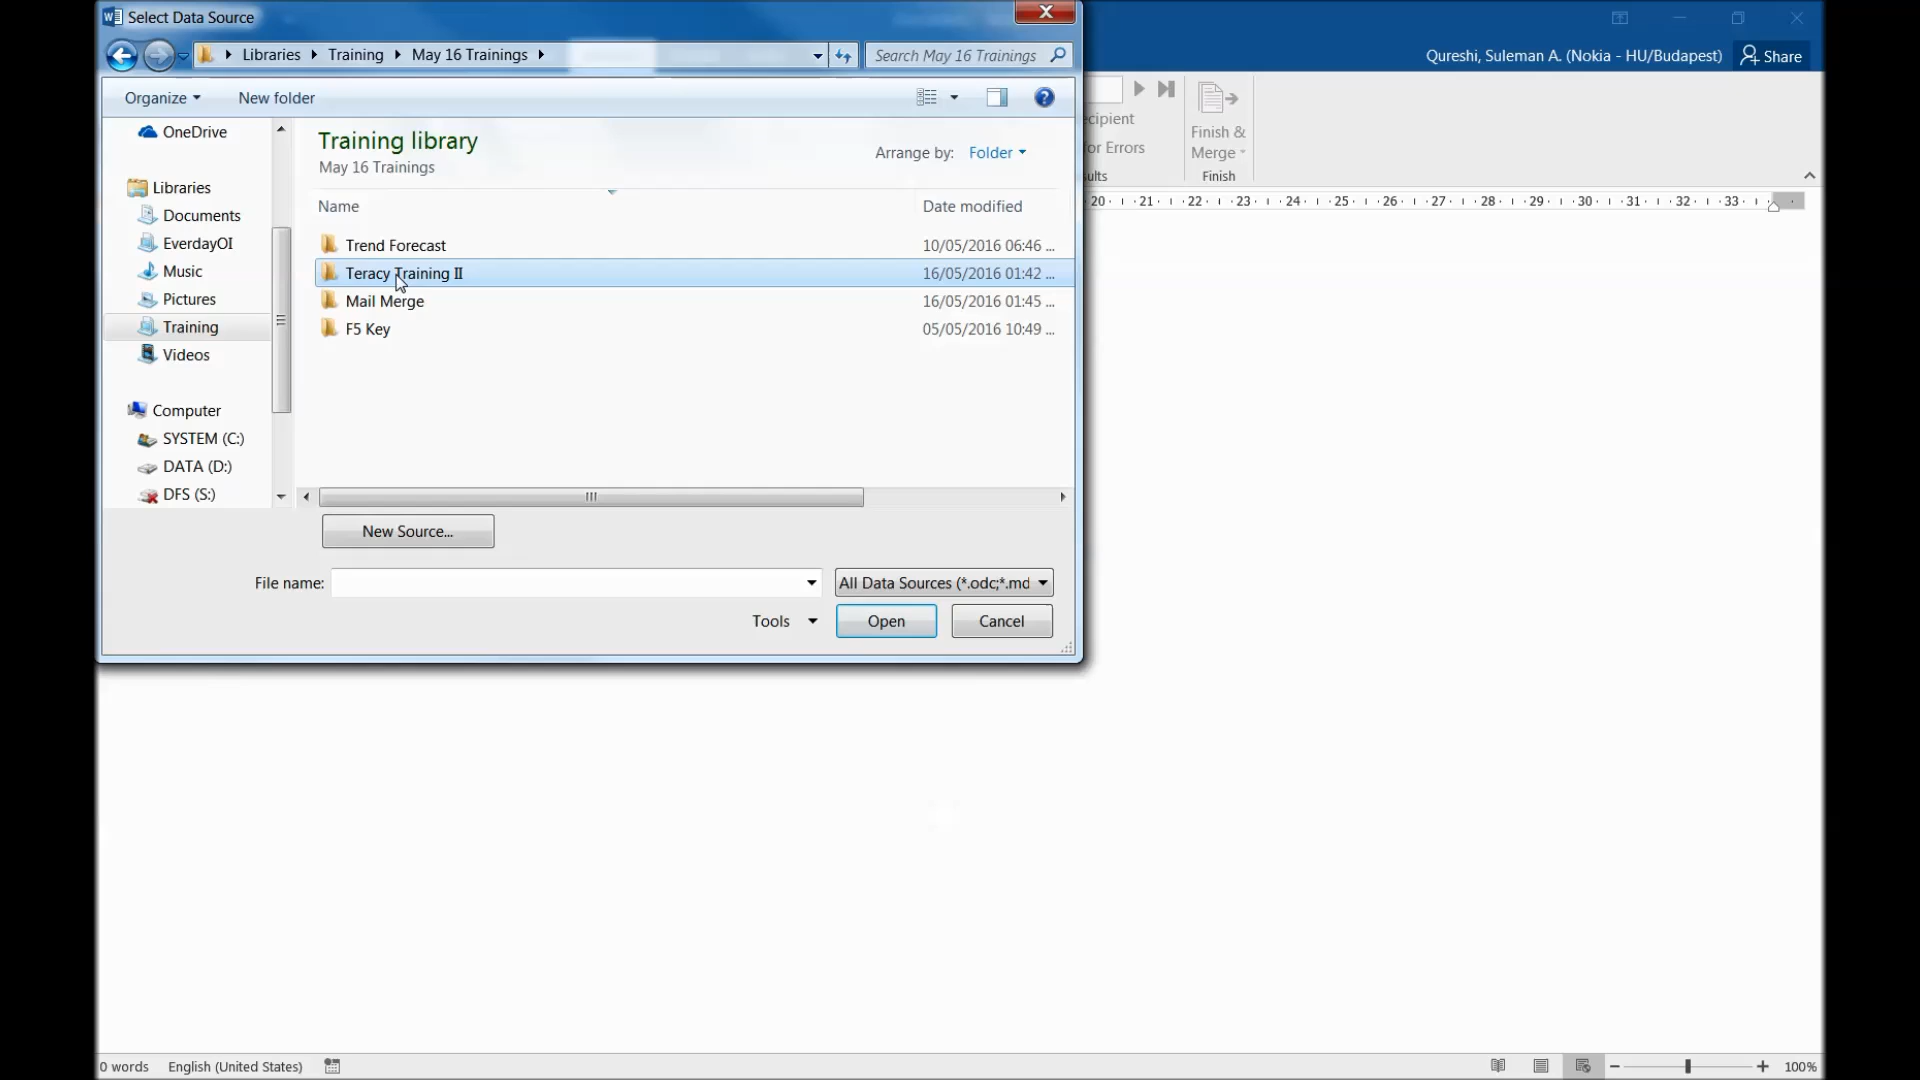 Select Data Source
Libraries Training May 16 Trainings
Search May 16 Trainings
Qureshi, Suleman A. (Nokia - HU/Budapest) Share
Organize New folder
OneDrive
Libraries
Documents
EverdayOI
Music
Pictures
Training
Videos
Computer
SYSTEM (C:)
DATA (D:)
DFS (S:)
Training library
May 16 Trainings
Arrange by: Folder
Name Date modified
Trend Forecast 10/05/2016 06:46 ...
Teracy Training II 16/05/2016 01:42 ...
Mail Merge 16/05/2016 01:45 ...
F5 Key 05/05/2016 10:49 ...
New Source...
File name: All Data Sources (*.odc;*.md
Tools Open Cancel
ecipient
or Errors
ults
Finish &
Merge
Finish
20 21 22 23 24 25 26 27 28 29 30 31 32 33
0 words English (United States) 100%